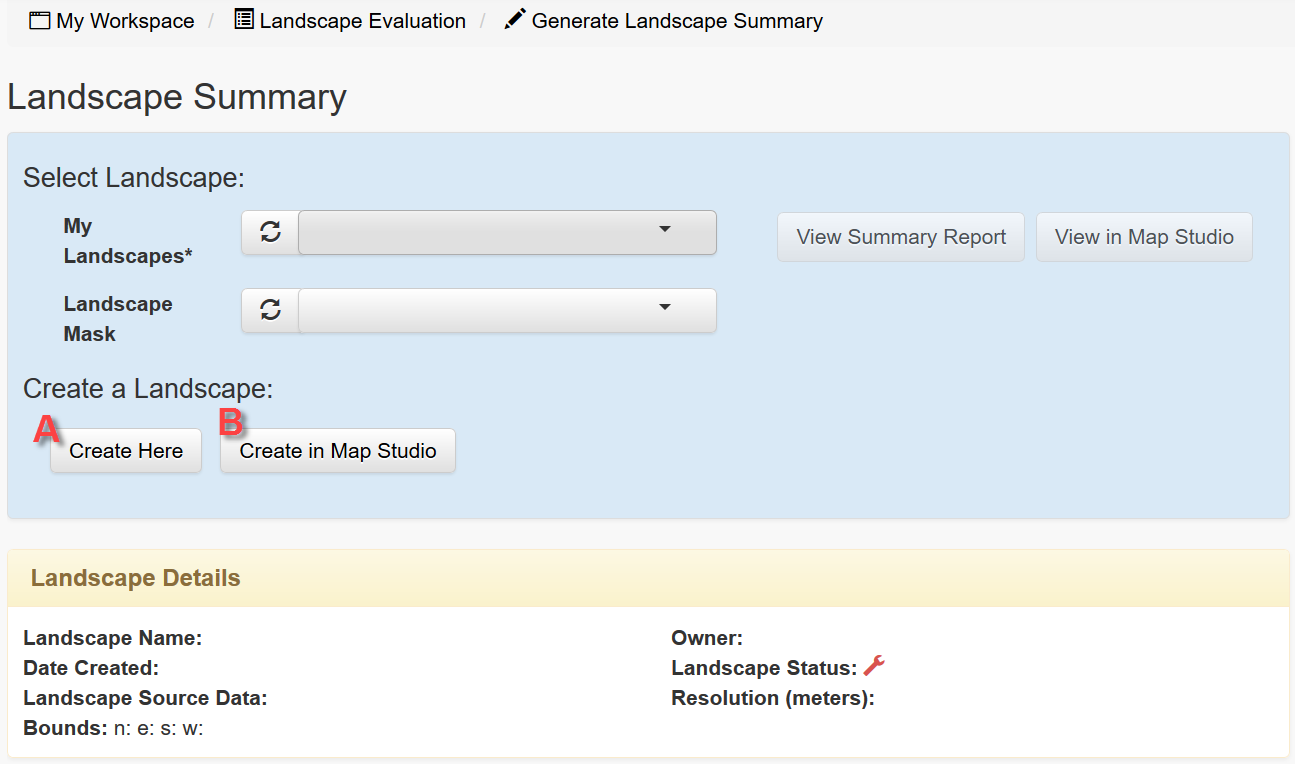 My Workspace / Landscape Evaluation / Generate Landscape Summary
Landscape Summary
Select Landscape:
My
Landscapes*
View Summary Report View in Map Studio
Landscape
Mask
Create a Landscape:
A B
Create Here Create in Map Studio
Landscape Details
Landscape Name: Owner:
Date Created: Landscape Status:
Landscape Source Data: Resolution (meters):
Bounds: n: e: s: w: